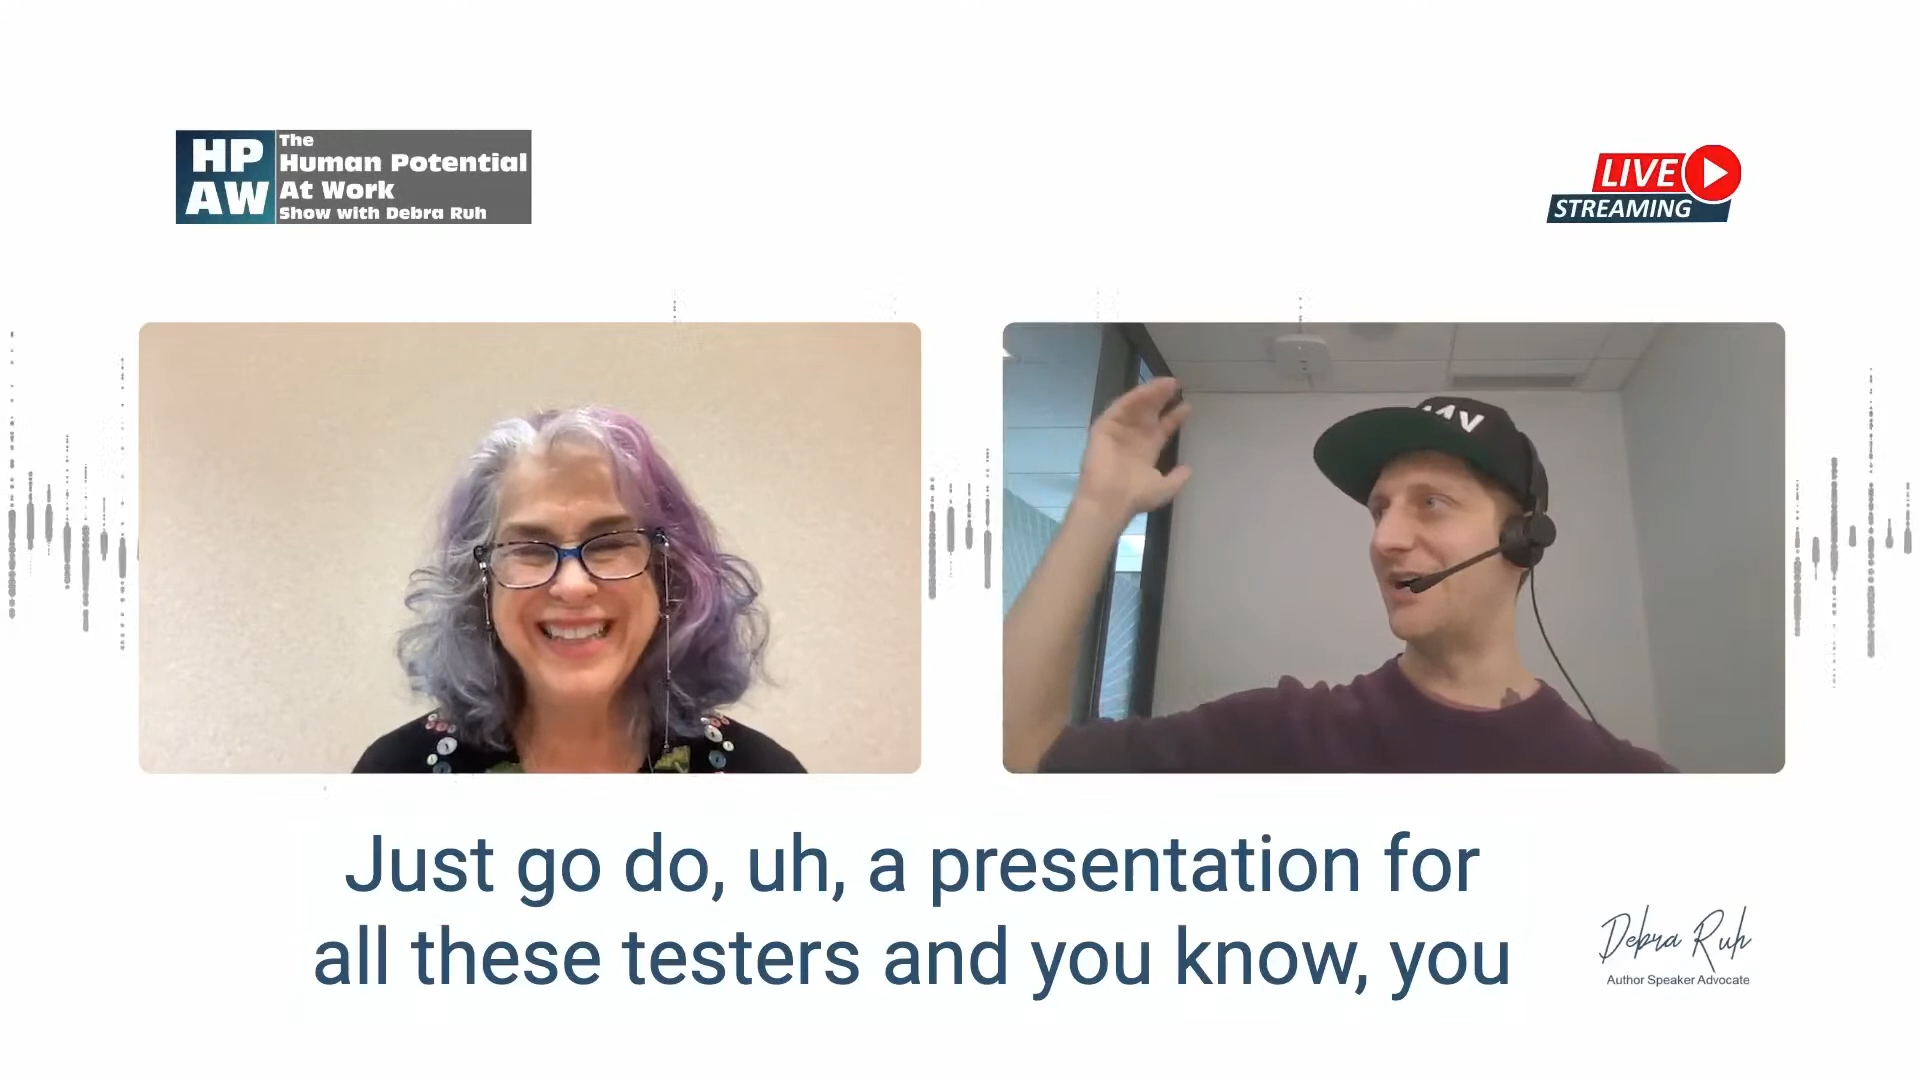 HP
AW
The
Human Potential
At Work
Show with Debra Ruh
LIVE
STREAMING
Just go do, uh, a presentation for
all these testers and you know, you
Debra Ruh
Author Speaker Advocate